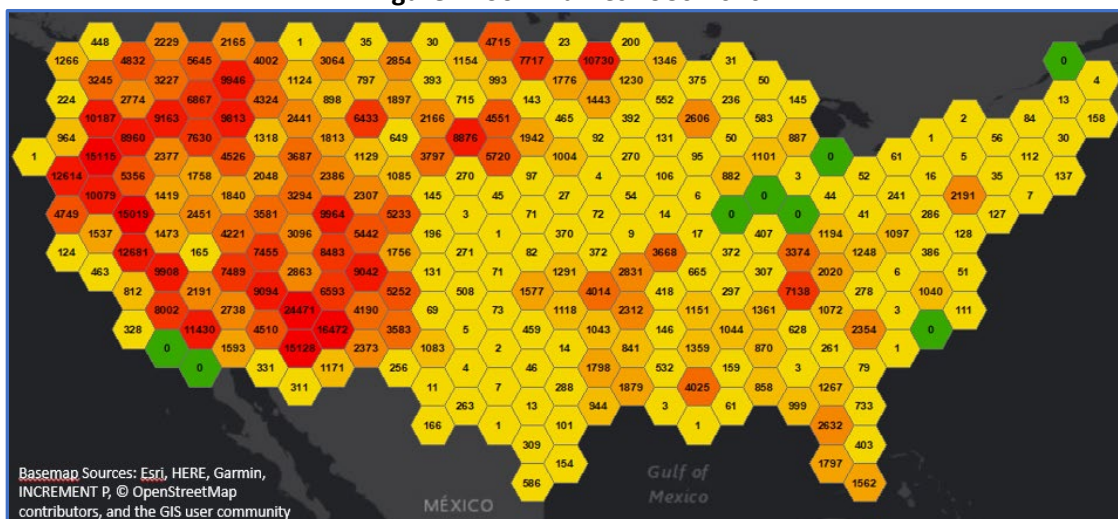 Figure
448 2229 2165 1 35 30 4715 23 200
1266 4832 5645 4002 3064 2854 1154 7717 10730 1346 31 0
3245 3227 9946 1124 797 393 993 1776 1230 375 50 4
224 2774 6867 4324 898 1897 715 143 1443 552 236 145 13
10187 9163 9813 2441 6433 2166 4551 465 392 2606 583 2 84 158
964 8960 7630 1318 1813 649 8876 1942 92 131 50 887 1 56 30
1 15115 2377 4526 3687 1129 3797 5720 1004 270 95 1101 0 61 5 112
12614 5356 1758 2048 2386 1085 270 97 4 106 882 3 52 16 35 137
10079 1419 1840 3294 2307 145 45 27 54 6 0 44 241 2191 7
4749 15019 2451 3581 9964 5233 3 71 72 14 0 0 41 286 127
1537 1473 4221 3096 5442 196 1 370 9 17 407 1194 1097 128
124 12681 165 7455 8483 1756 271 82 372 3668 372 3374 1248 386
463 9908 7489 2863 9042 131 71 1291 2831 665 307 2020 6 51
812 2191 9094 6593 5252 508 1577 4014 418 297 7138 278 1040
8002 2738 24471 4190 69 73 1118 2312 1151 1361 1072 111
328 11430 4510 16472 3583 5 459 1043 146 1044 628 2354 0
0 1593 15128 2373 1083 2 14 841 1359 870 261 1
0 331 1171 256 4 46 1798 532 159 3 79
311 11 7 288 1879 4025 858 1267
263 13 944 3 61 999 733
166 1 101 1 2632
309 403
154 1797
586 1562
Basemap Sources: Esri, HERE, Garmin,
INCREMENT P, © OpenStreetMap
contributors, and the GIS user community
MÉXICO
Gulf of
Mexico